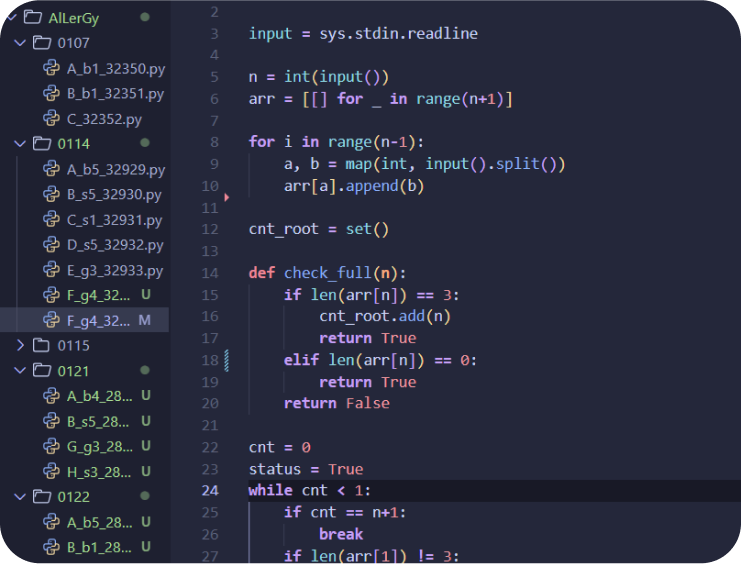 AlLerGy
0107
A_b1_32350.py
B_b1_32351.py
C_32352.py
0114
A_b5_32929.py
B_s5_32930.py
C_s1_32931.py
D_s5_32932.py
E_g3_32933.py
F_g4_32... U
F_g4_32... M
0115
0121
A_b4_28... U
B_s5_28... U
G_g3_28... U
H_s3_28... U
0122
A_b5_28... U
B_b1_28... U
2
3 input = sys.stdin.readline
4
5 n = int(input())
6 arr = [[] for _ in range(n+1)]
7
8 for i in range(n-1):
9     a, b = map(int, input().split())
10     arr[a].append(b)
11
12 cnt_root = set()
13
14 def check_full(n):
15     if len(arr[n]) == 3:
16         cnt_root.add(n)
17         return True
18     elif len(arr[n]) == 0:
19         return True
20     return False
21
22 cnt = 0
23 status = True
24 while cnt < 1:
25     if cnt == n+1:
26         break
27     if len(arr[1]) != 3: